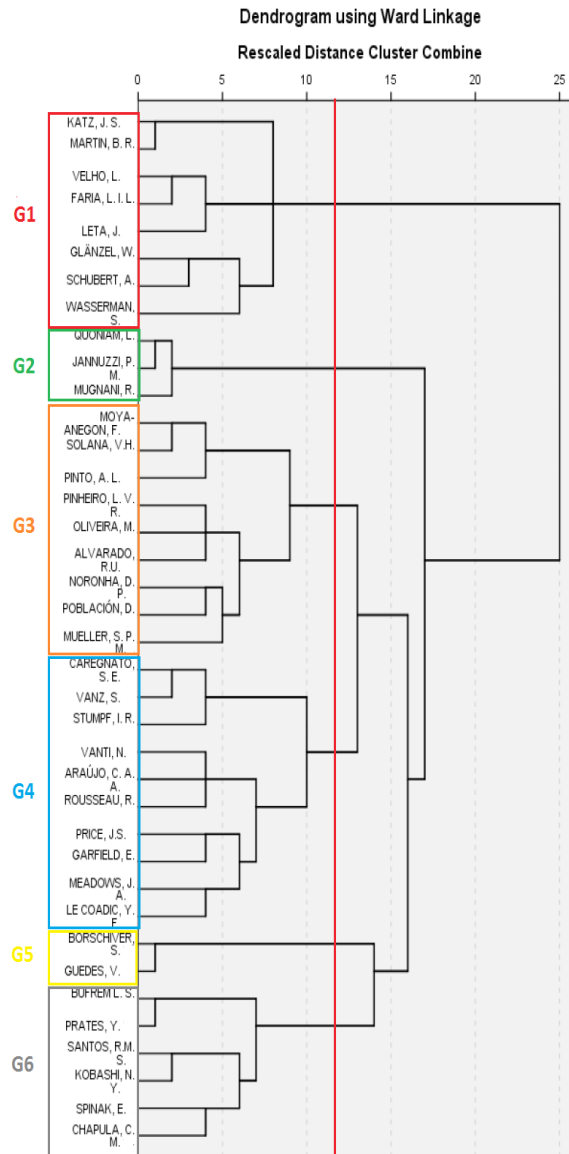 Dendrogram using Ward Linkage
Rescaled Distance Cluster Combine
0 5 10 15 20 25
G1
KATZ, J. S.
MARTIN, B. R.
VELHO, L.
FARIA, L. I. L.
LETA, J.
GLÄNZEL, W.
SCHUBERT, A.
WASSERMAN,
S.
G2
QUONIAM, L.
JANNUZZI, P.
M.
MUGNANI, R.
G3
MOYA-
ANEGON, F.
SOLANA, V.H.
PINTO, A. L.
PINHEIRO, L. V.
R.
OLIVEIRA, M.
ALVARADO,
R.U.
NORONHA, D.
P.
POBLACIÓN, D.
MUELLER, S. P.
M.
G4
CAREGNATO,
S. E.
VANZ, S.
STUMPF, I. R.
VANTI, N.
ARAÚJO, C. A.
A.
ROUSSEAU, R.
PRICE, J.S.
GARFIELD, E.
MEADOWS, J.
A.
LE COADIC, Y.
F.
G5
BORSCHIVER,
S.
GUEDES, V.
G6
BUFREM L. S.
PRATES, Y.
SANTOS, R.M.
S.
KOBASHI, N.
Y.
SPINAK, E.
CHAPULA, C.
M.